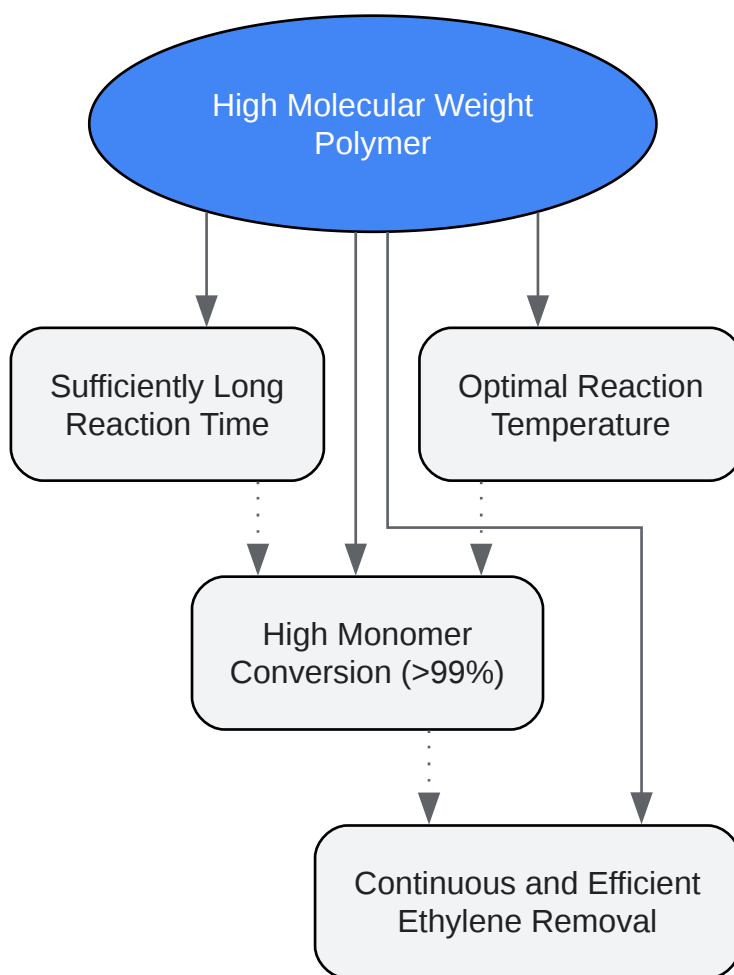 High Molecular Weight
Polymer
Sufficiently Long
Reaction Time
Optimal Reaction
Temperature
High Monomer
Conversion (>99%)
Continuous and Efficient
Ethylene Removal